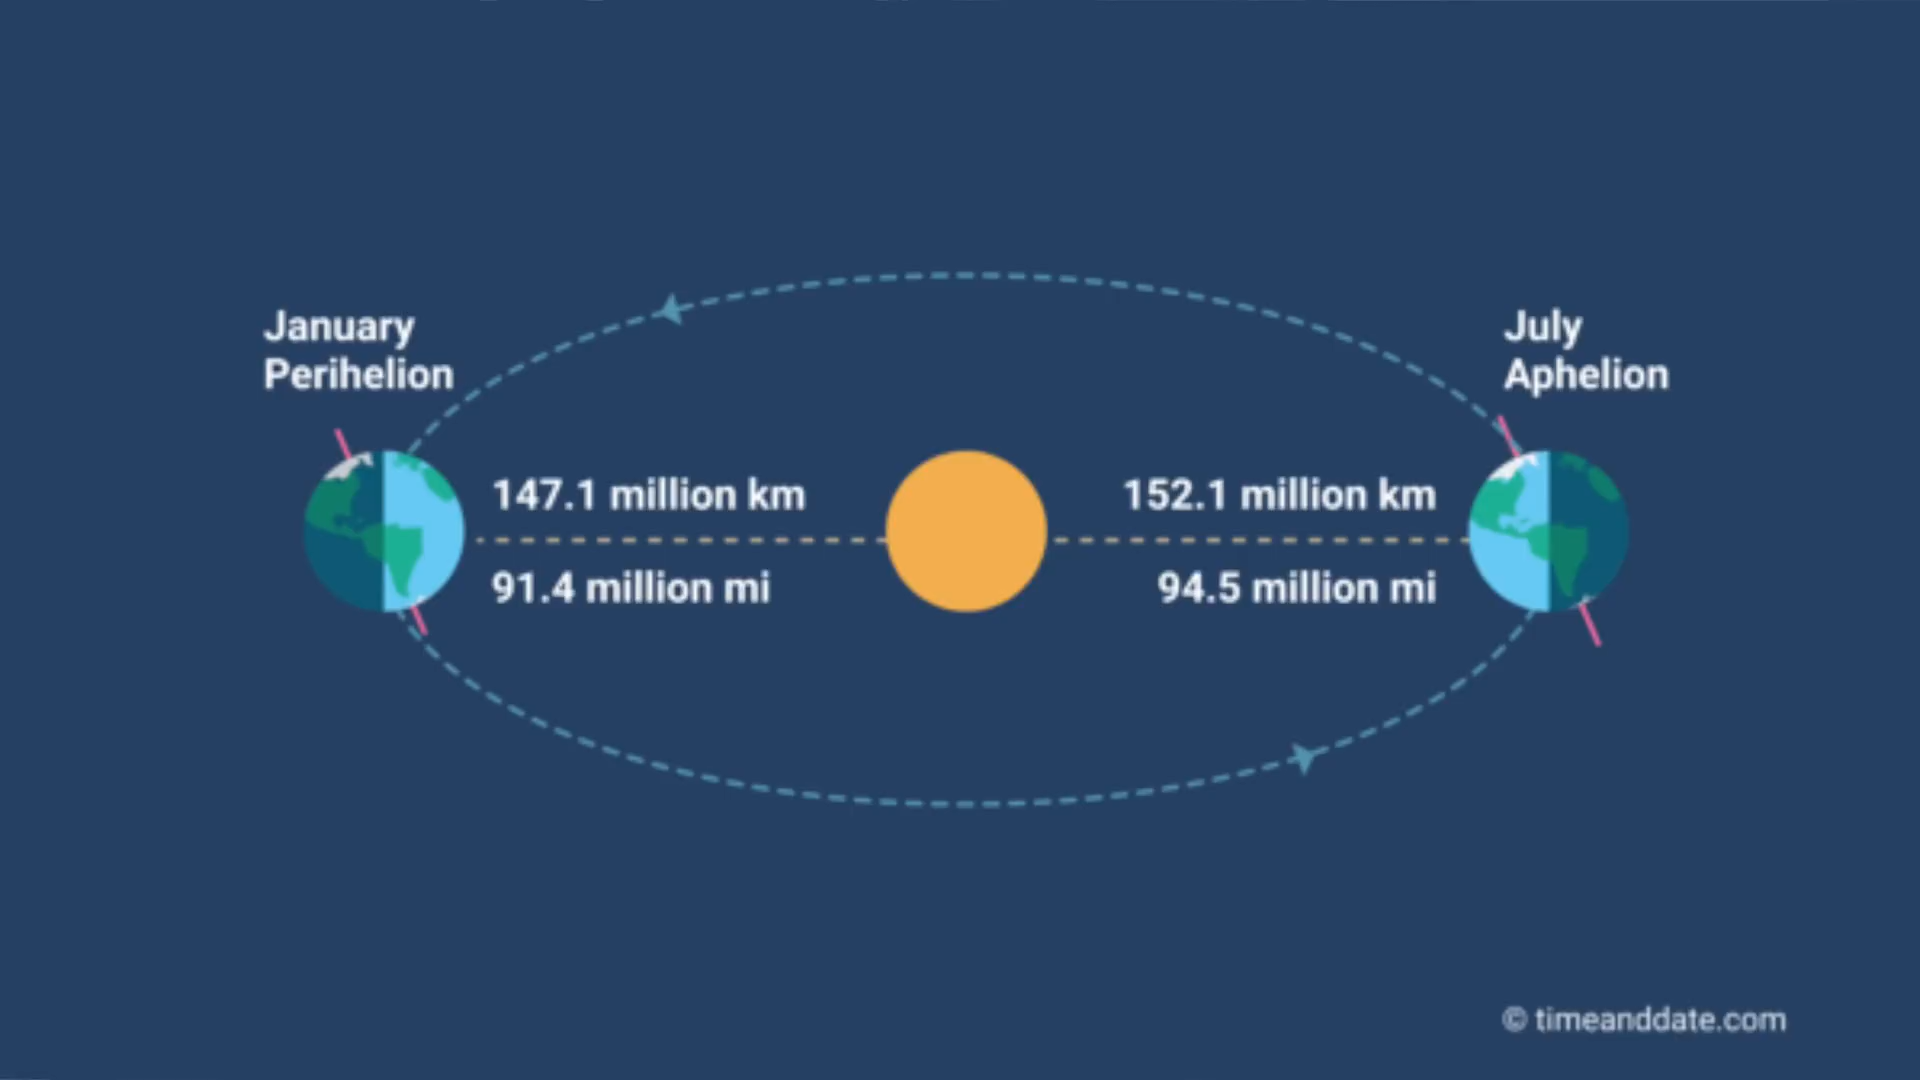 January
Perihelion
July
Aphelion
147.1 million km
152.1 million km
91.4 million mi
94.5 million mi
© timeanddate.com